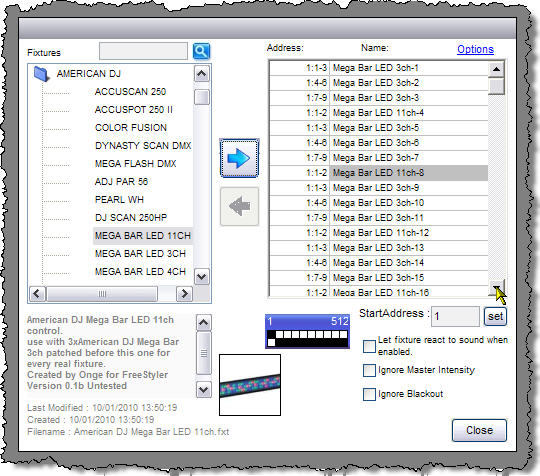 Fixtures
Address: Name: Options
AMERICAN DJ
ACCUSCAN 250
ACCUSPOT 250 II
COLOR FUSION
DYNASTY SCAN DMX
MEGA FLASH DMX
ADJ PAR 56
PEARL WH
DJ SCAN 250HP
MEGA BAR LED 11CH
MEGA BAR LED 3CH
MEGA BAR LED 4CH
1:1-3 Mega Bar LED 3ch-1
1:4-6 Mega Bar LED 3ch-2
1:7-9 Mega Bar LED 3ch-3
1:1-2 Mega Bar LED 11ch-4
1:1-3 Mega Bar LED 3ch-5
1:4-6 Mega Bar LED 3ch-6
1:7-9 Mega Bar LED 3ch-7
1:1-2 Mega Bar LED 11ch-8
1:1-3 Mega Bar LED 3ch-9
1:4-6 Mega Bar LED 3ch-10
1:7-9 Mega Bar LED 3ch-11
1:1-2 Mega Bar LED 11ch-12
1:1-3 Mega Bar LED 3ch-13
1:4-6 Mega Bar LED 3ch-14
1:7-9 Mega Bar LED 3ch-15
1:1-2 Mega Bar LED 11ch-16
American DJ Mega Bar LED 11ch
control.
use with 3xAmerican DJ Mega Bar
3ch patched before this one for
every real fixture.
Created by Onge for FreeStyler
Version 0.1b Untested
Last Modified : 10/01/2010 13:50:19
Created : 10/01/2010 13:50:19
Filename : American DJ Mega Bar LED 11ch.fxt
1 512
StartAddress : 1 set
Let fixture react to sound when
enabled.
Ignore Master Intensity
Ignore Blackout
Close